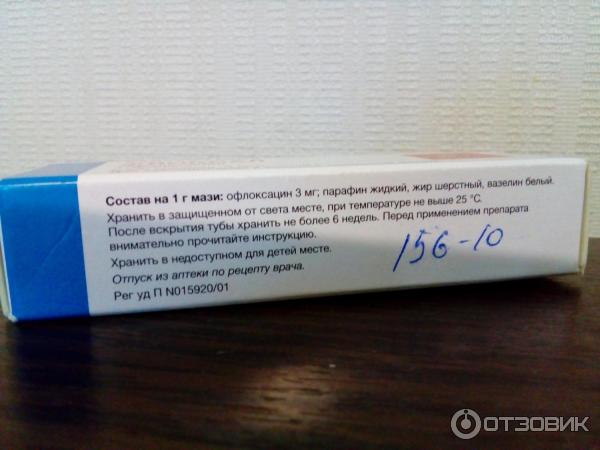 Состав на 1 г мази: офлоксацин 3 мг; парафин жидкий, жир шерстный, вазелин белый.
Хранить в защищенном от света месте, при температуре не выше 25 °C.
После вскрытия тубы хранить не более 6 недель. Перед применением препарата
внимательно прочитайте инструкцию.
Хранить в недоступном для детей месте.
Отпуск из аптеки по рецепту врача.
Рег уд П N015920/01
156-10
ОТЗОВИК